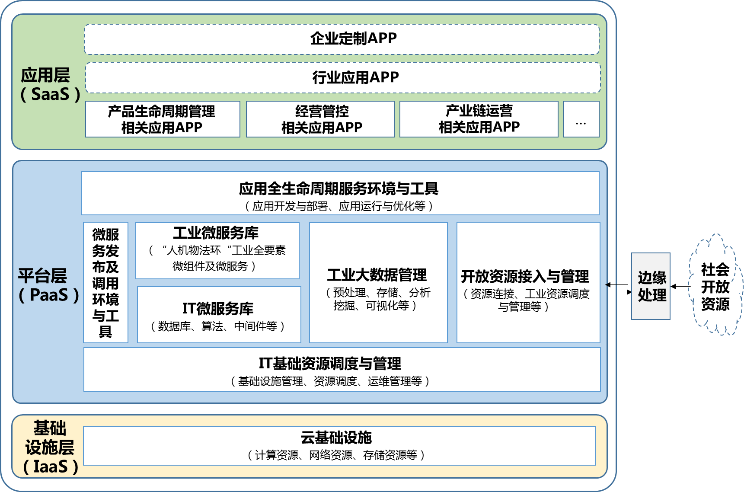 应用层
（SaaS）
企业定制APP
行业应用APP
产品生命周期管理
相关应用APP
经营管控
相关应用APP
产业链运营
相关应用APP
...
平台层
（PaaS）
应用全生命周期服务环境与工具
（应用开发与部署、应用运行与优化等）
微服
务发
布及
调用
环境
与工
具
工业微服务库
（“人机物法环“工业全要素
微组件及微服务）
IT微服务库
（数据库、算法、中间件等）
工业大数据管理
（预处理、存储、分析
挖掘、可视化等）
开放资源接入与管理
（资源连接、工业资源调度
与管理等）
IT基础资源调度与管理
（基础设施管理、资源调度、运维管理等）
边缘
处理
社会
开放
资源
基础
设施层
（IaaS）
云基础设施
（计算资源、网络资源、存储资源等）